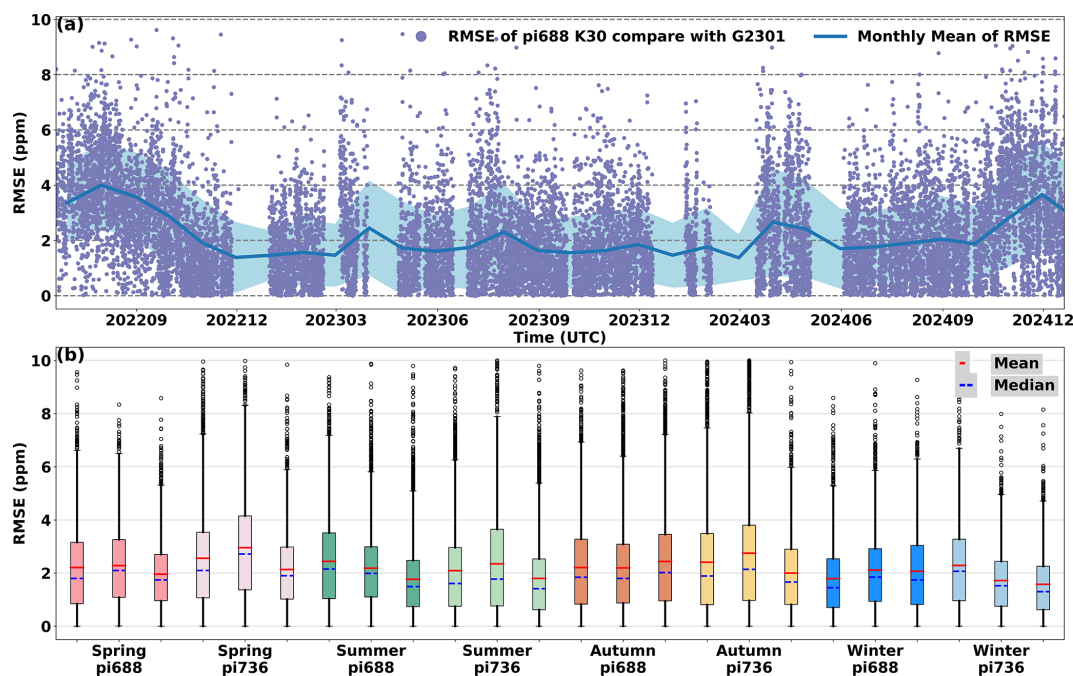 (a)
RMSE of pi688 K30 compare with G2301
Monthly Mean of RMSE
RMSE (ppm)
10
8
6
4
2
0
202209 202212 202303 202306 202309 202312 202403 202406 202409 202412
Time (UTC)
(b)
Mean
Median
RMSE (ppm)
10
8
6
4
2
0
Spring Spring Summer Summer Autumn Autumn Winter Winter
pi688 pi736 pi688 pi736 pi688 pi736 pi688 pi736